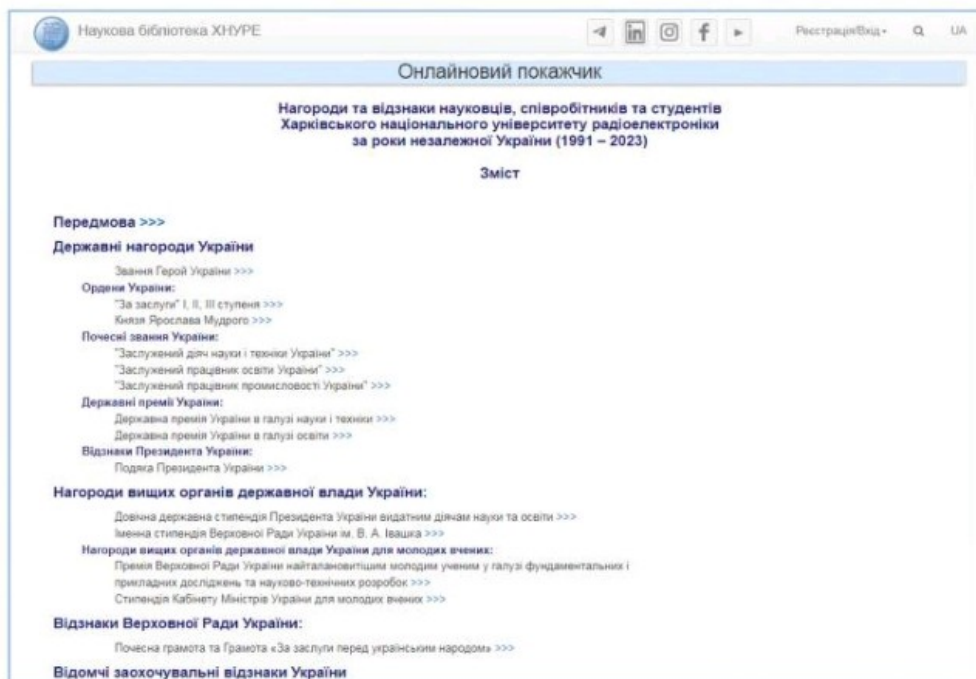 Наукова бібліотека ХНУРЕ
Реєстрація/Вхід
UA
Онлайновий покажчик
Нагороди та відзнаки науковців, співробітників та студентів
Харківського національного університету радіоелектроніки
за роки незалежної України (1991 – 2023)
Зміст
Передмова >>>
Державні нагороди України
Звання Герой України >>>
Ордени України:
"За заслуги" І, ІІ, ІІІ ступеня >>>
Князя Ярослава Мудрого >>>
Почесні звання України:
"Заслужений діяч науки і техніки України" >>>
"Заслужений працівник освіти України" >>>
"Заслужений працівник промисловості України" >>>
Державні премії України:
Державна премія України в галузі науки і техніки >>>
Державна премія України в галузі освіти >>>
Відзнаки Президента України:
Подяка Президента України >>>
Нагороди вищих органів державної влади України:
Довічна державна стипендія Президента України видатним діячам науки та освіти >>>
Іменна стипендія Верховної Ради України ім. В. А. Івашка >>>
Нагороди вищих органів державної влади України для молодих вчених:
Премія Верховної Ради України найталановитішим молодим ученим у галузі фундаментальних і
прикладних досліджень та науково-технічних розробок >>>
Стипендія Кабінету Міністрів України для молодих вчених >>>
Відзнаки Верховної Ради України:
Почесна грамота та Грамота «За заслуги перед українським народом» >>>
Відомчі заохочувальні відзнаки України